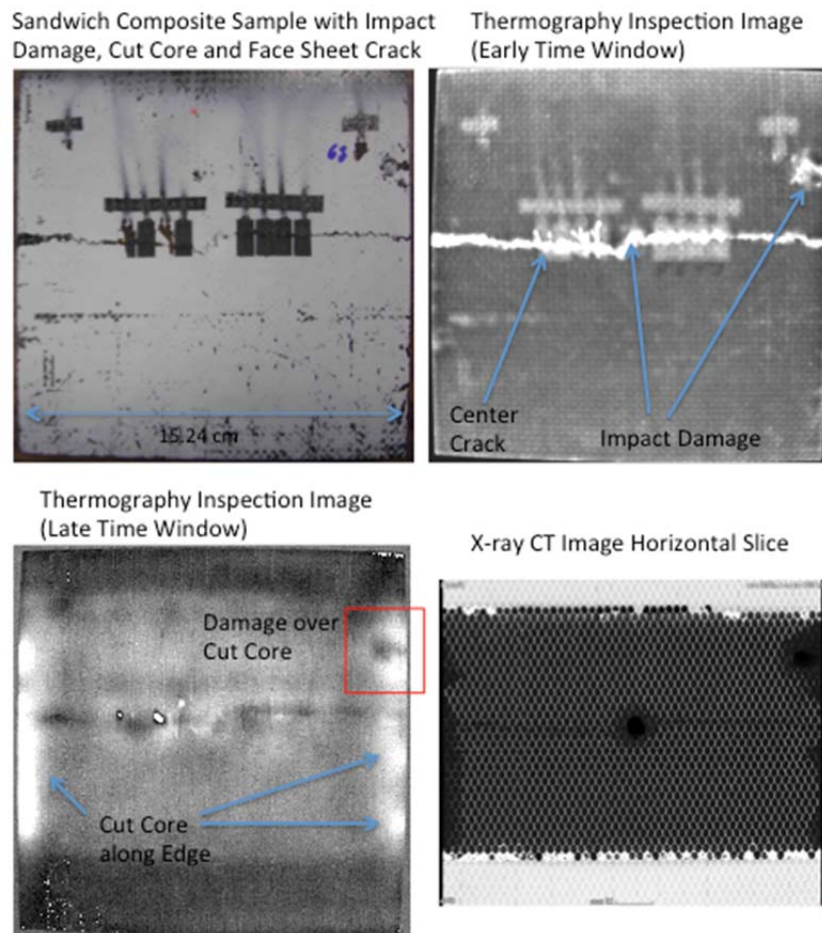 Sandwich Composite Sample with Impact
Damage, Cut Core and Face Sheet Crack
63
15.24 cm
Thermography Inspection Image
(Early Time Window)
Center
Crack
Impact Damage
Thermography Inspection Image
(Late Time Window)
Damage over
Cut Core
Cut Core
along Edge
X-ray CT Image Horizontal Slice